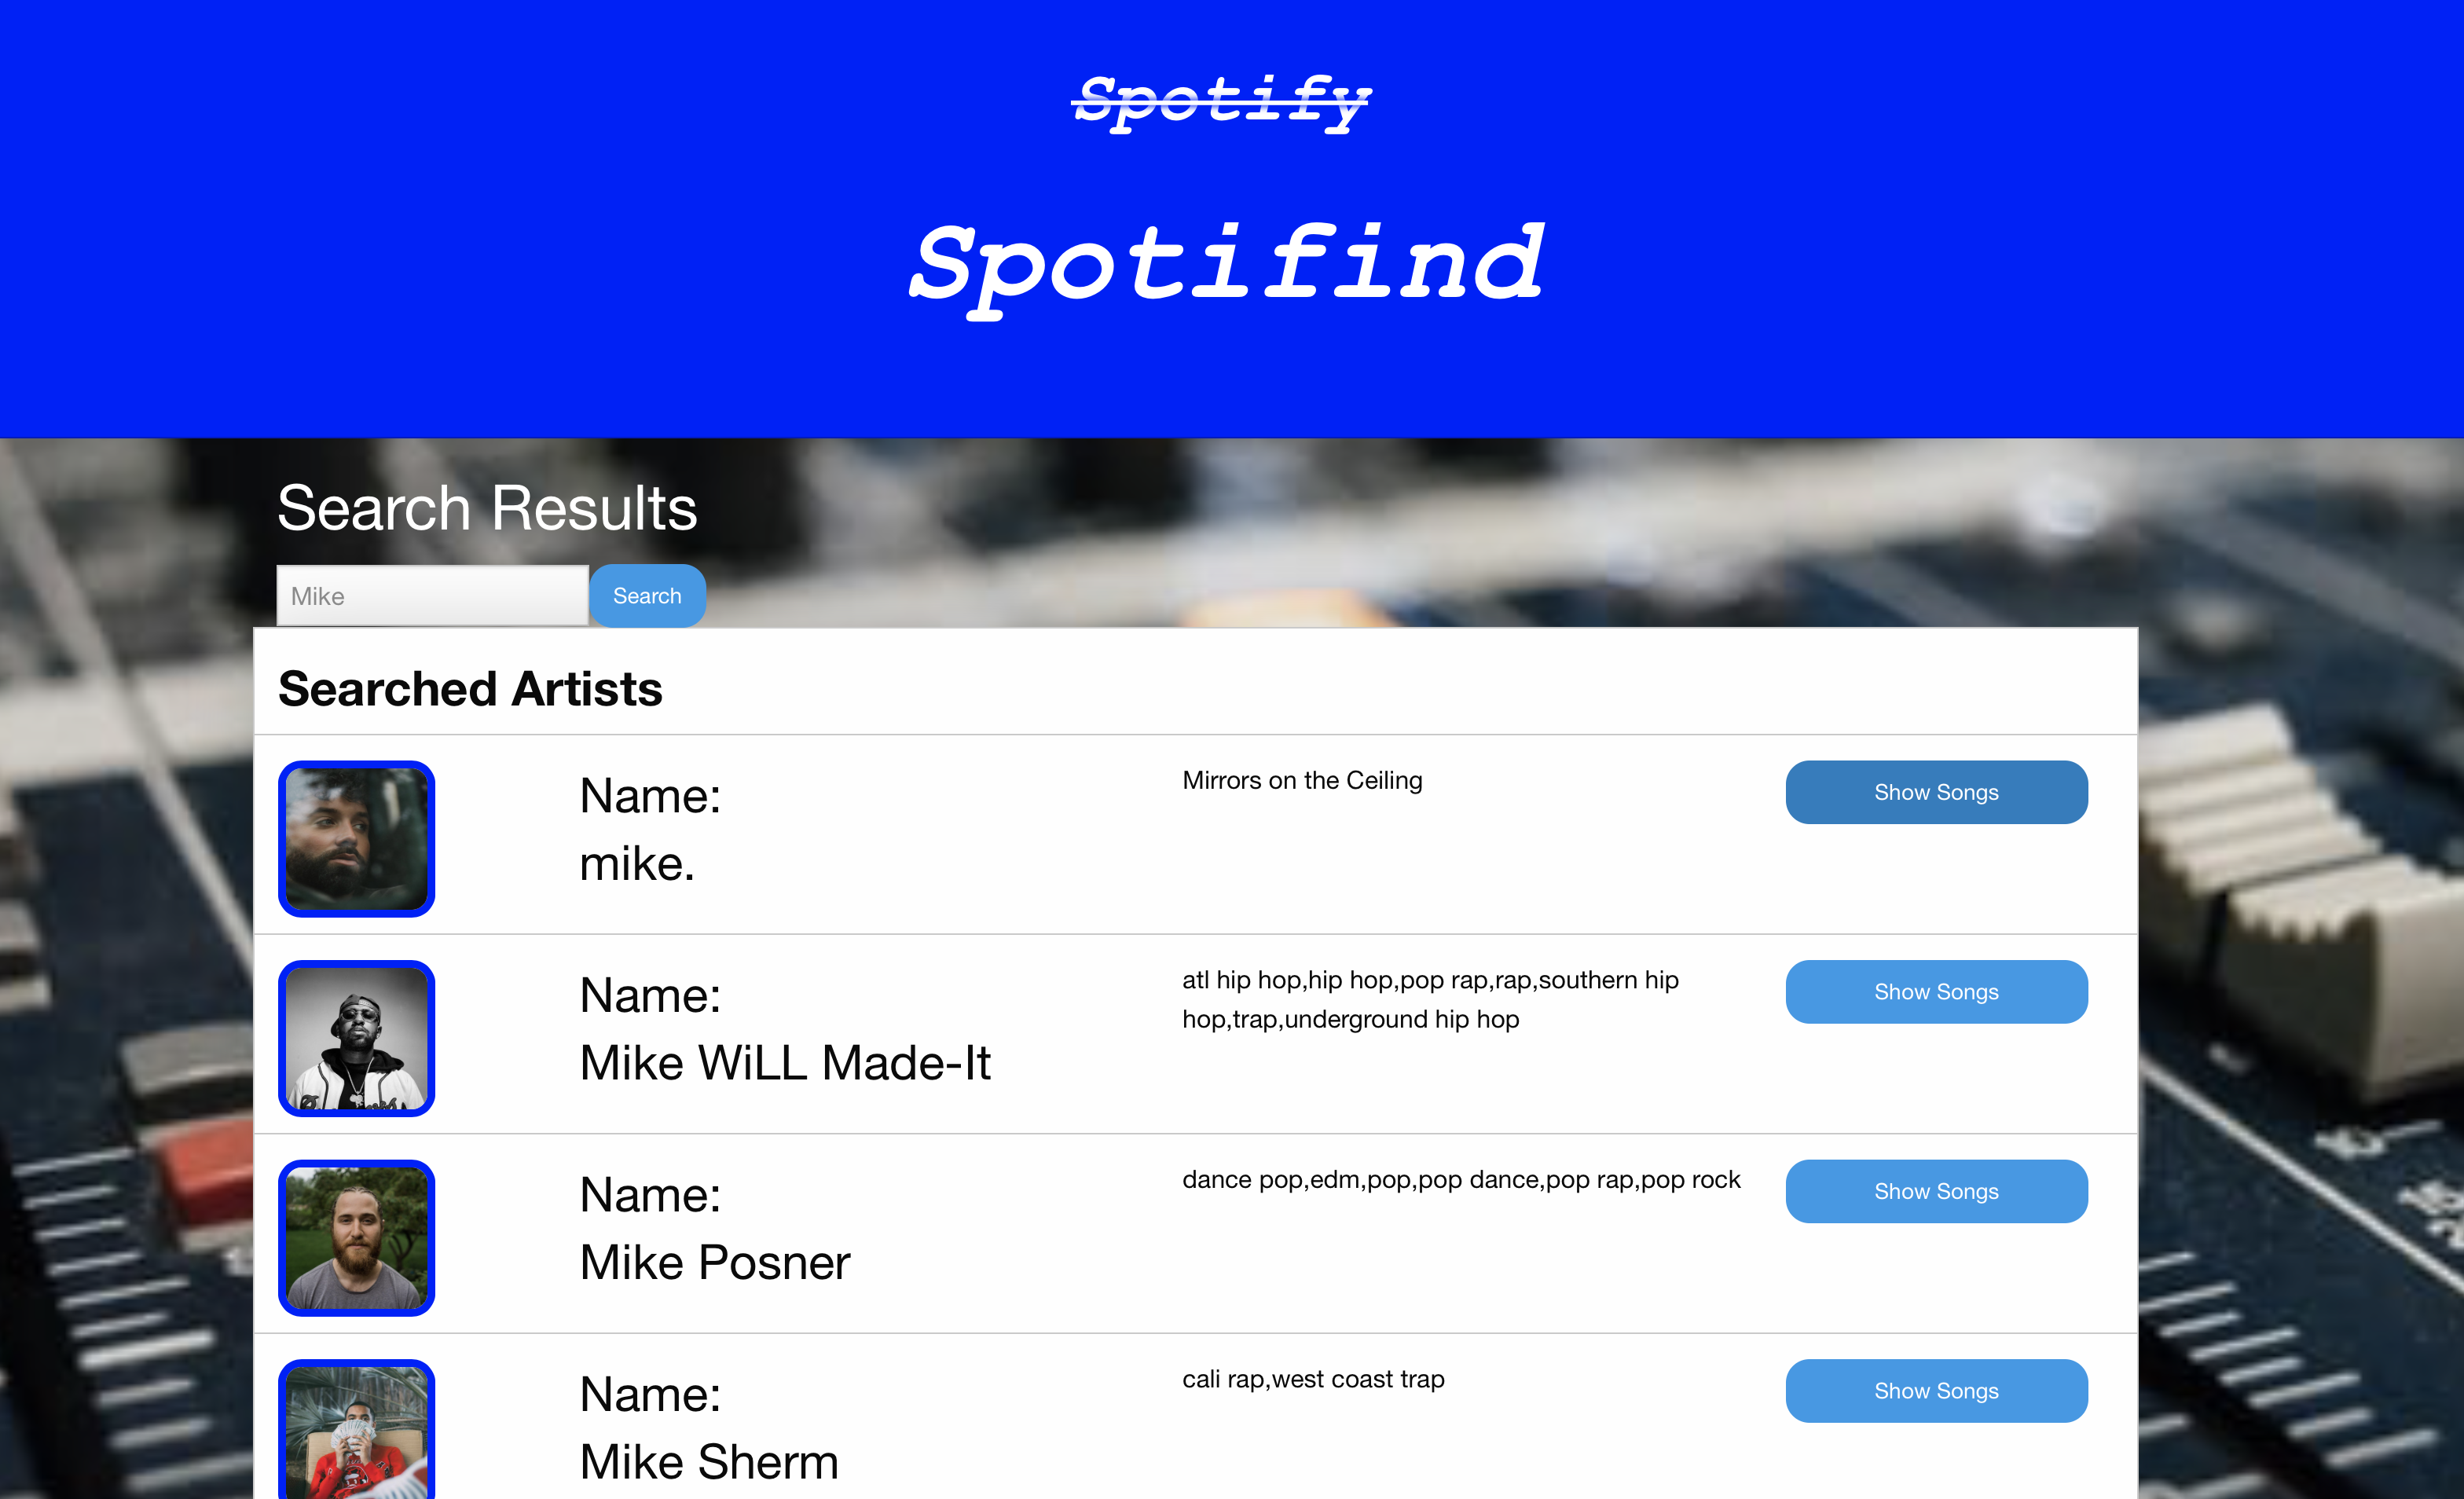 Spotify
Spotifind
Search Results
Mike
Search
Searched Artists
Name:
mike.
Mirrors on the Ceiling
Show Songs
Name:
Mike WiLL Made-It
atl hip hop,hip hop,pop rap,rap,southern hip
hop,trap,underground hip hop
Show Songs
Name:
Mike Posner
dance pop,edm,pop,pop dance,pop rap,pop rock
Show Songs
Name:
Mike Sherm
cali rap,west coast trap
Show Songs